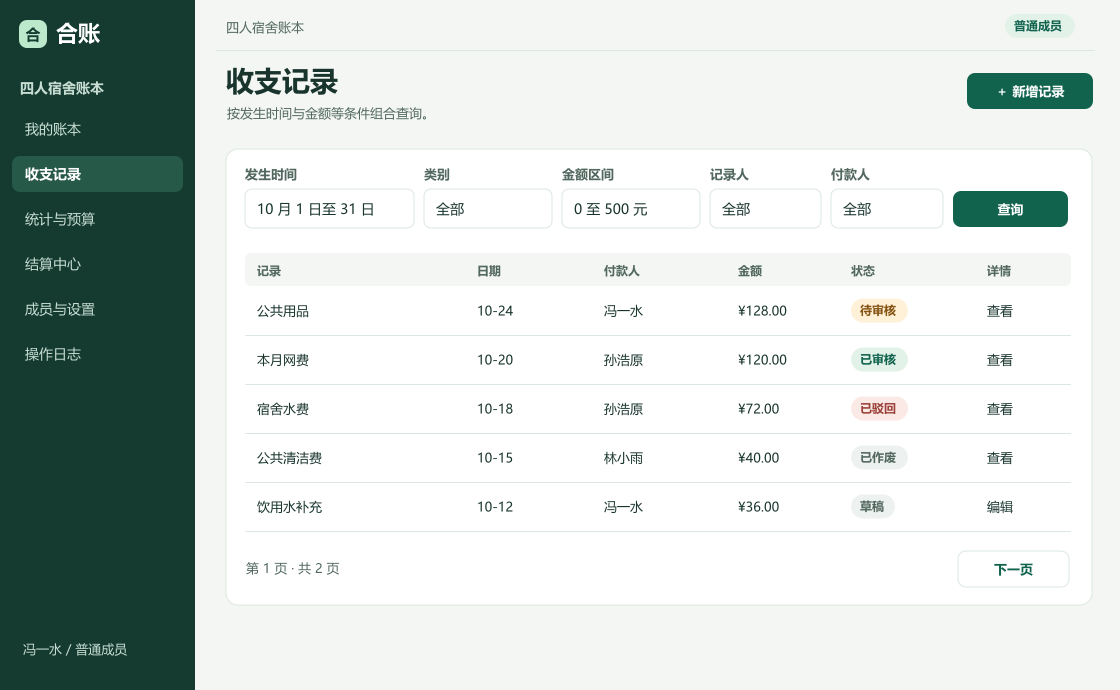 合 合账
四人宿舍账本
我的账本
收支记录
统计与预算
结算中心
成员与设置
操作日志
冯一水 / 普通成员
四人宿舍账本
普通成员
收支记录
按发生时间与金额等条件组合查询。
+ 新增记录
发生时间 类别 金额区间 记录人 付款人
10 月 1 日至 31 日 全部 0 至 500 元 全部 全部 查询
记录 日期 付款人 金额 状态 详情
公共用品 10-24 冯一水 ¥128.00 待审核 查看
本月网费 10-20 孙浩原 ¥120.00 已审核 查看
宿舍水费 10-18 孙浩原 ¥72.00 已驳回 查看
公共清洁费 10-15 林小雨 ¥40.00 已作废 查看
饮用水补充 10-12 冯一水 ¥36.00 草稿 编辑
第 1 页 · 共 2 页
下一页